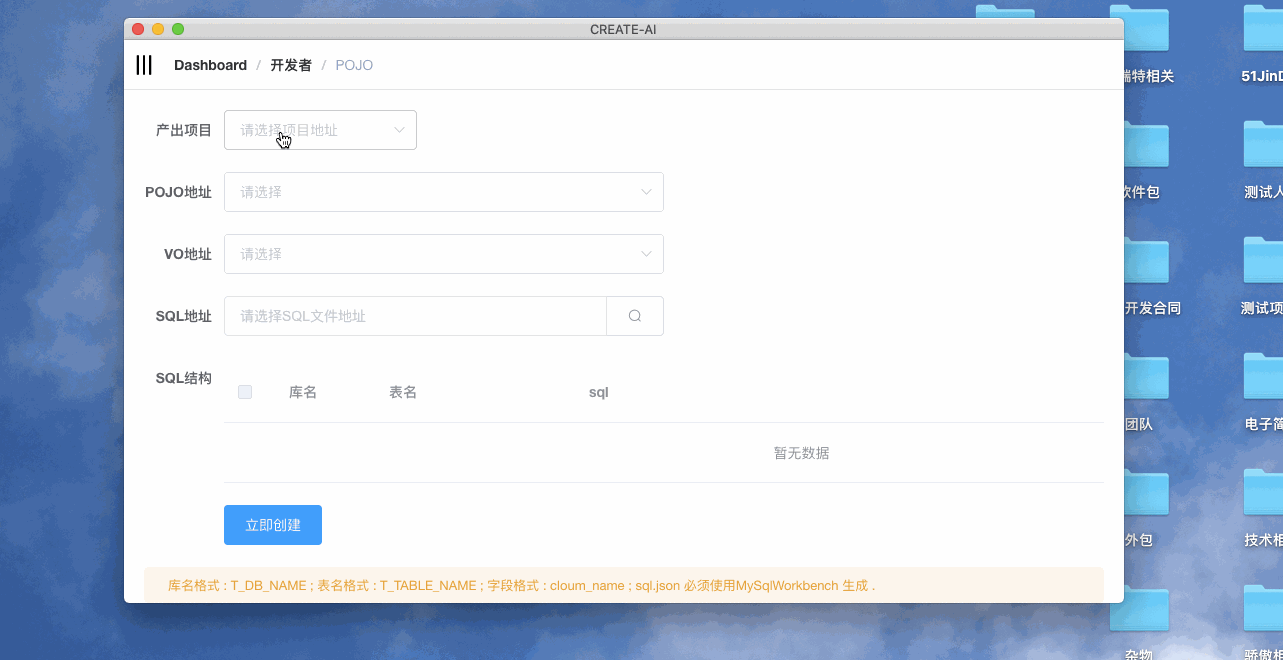 CREATE-AI
Dashboard / 开发者 / POJO
产出项目 请选择项目地址
POJO地址 请选择
VO地址 请选择
SQL地址 请选择SQL文件地址
SQL结构 库名 表名 sql
暂无数据
立即创建
库名格式 : T_DB_NAME ; 表名格式 : T_TABLE_NAME ; 字段格式 : cloum_name ; sql.json 必须使用MySqlWorkbench 生成 .
瑞特相关
51JinD
软件包
测试人
开发合同
测试项
团队
电子简
外包
技术相
杂物
骄傲相